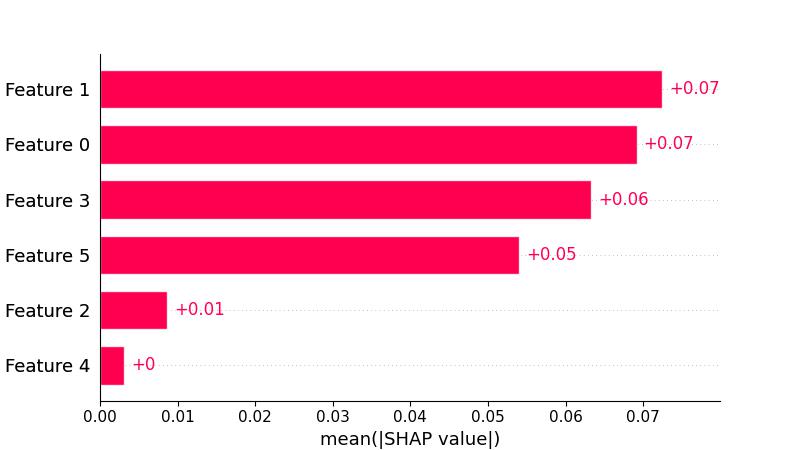 Feature 1 +0.07
Feature 0 +0.07
Feature 3 +0.06
Feature 5 +0.05
Feature 2 +0.01
Feature 4 +0
0.00 0.01 0.02 0.03 0.04 0.05 0.06 0.07
mean(|SHAP value|)